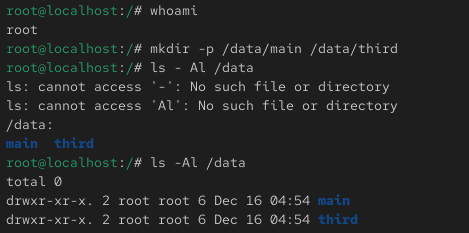 root@localhost:/# whoami
root
root@localhost:/# mkdir -p /data/main /data/third
root@localhost:/# ls - Al /data
ls: cannot access '-': No such file or directory
ls: cannot access 'Al': No such file or directory
/data:
main  third
root@localhost:/# ls -Al /data
total 0
drwxr-xr-x. 2 root root 6 Dec 16 04:54 main
drwxr-xr-x. 2 root root 6 Dec 16 04:54 third